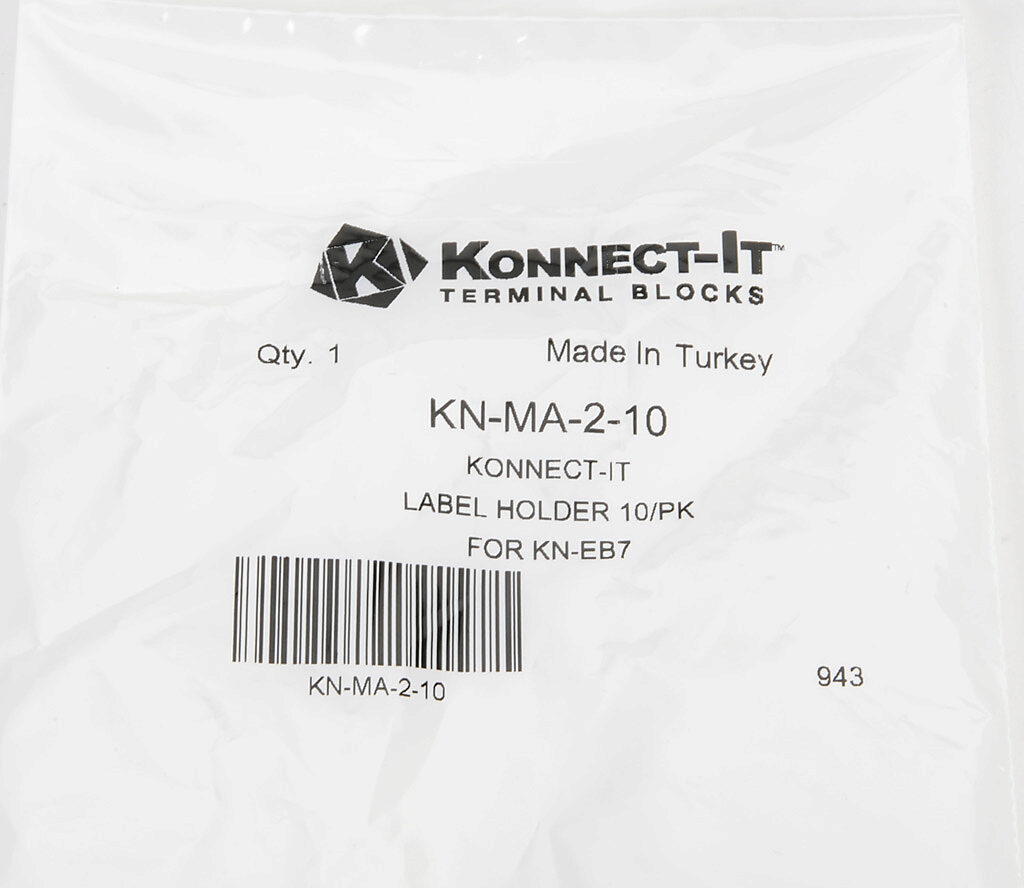 KONNECT-IT™
TERMINAL BLOCKS
Qty. 1 Made In Turkey
KN-MA-2-10
KONNECT-IT
LABEL HOLDER 10/PK
FOR KN-EB7
KN-MA-2-10
943